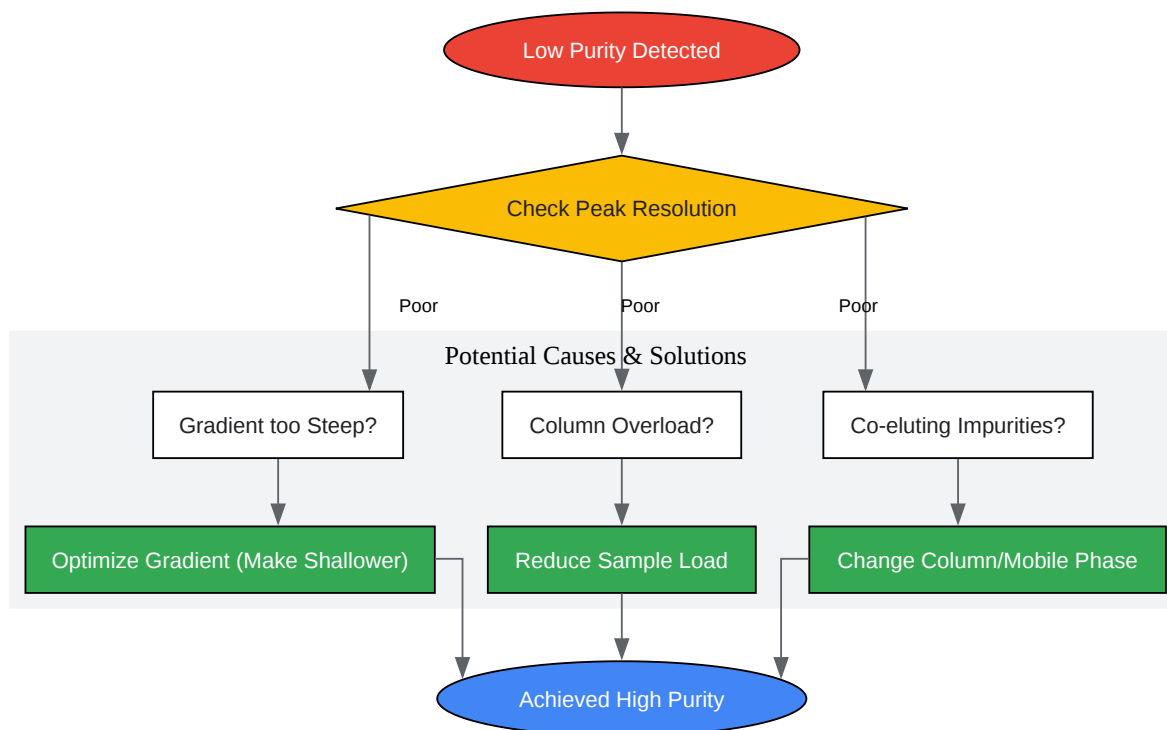 Low Purity Detected
Check Peak Resolution
Poor
Poor
Poor
Potential Causes & Solutions
Gradient too Steep?
Column Overload?
Co-eluting Impurities?
Optimize Gradient (Make Shallower)
Reduce Sample Load
Change Column/Mobile Phase
Achieved High Purity